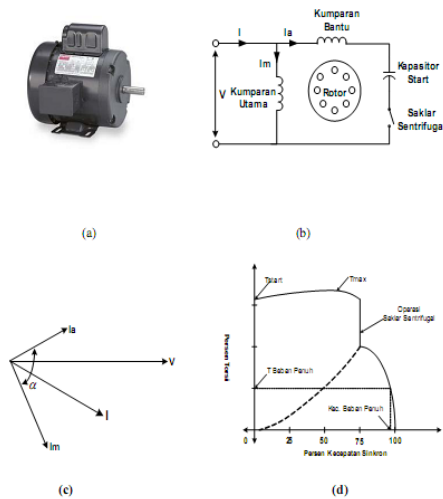 Kumparan
Bantu
I
Ia
Im
V
Kumparan
Utama
Rotor
Kapasitor
Start
Saklar
Sentrifugal
(a)
(b)
Ia
V
α
I
Im
(c)
Tstart
Tmax
Operasi
Saklar Sentrifugal
Persen Torsi
T Beban Penuh
Kec. Beban Penuh
0 25 50 75 100
Persen Kecepatan Sinkron
(d)